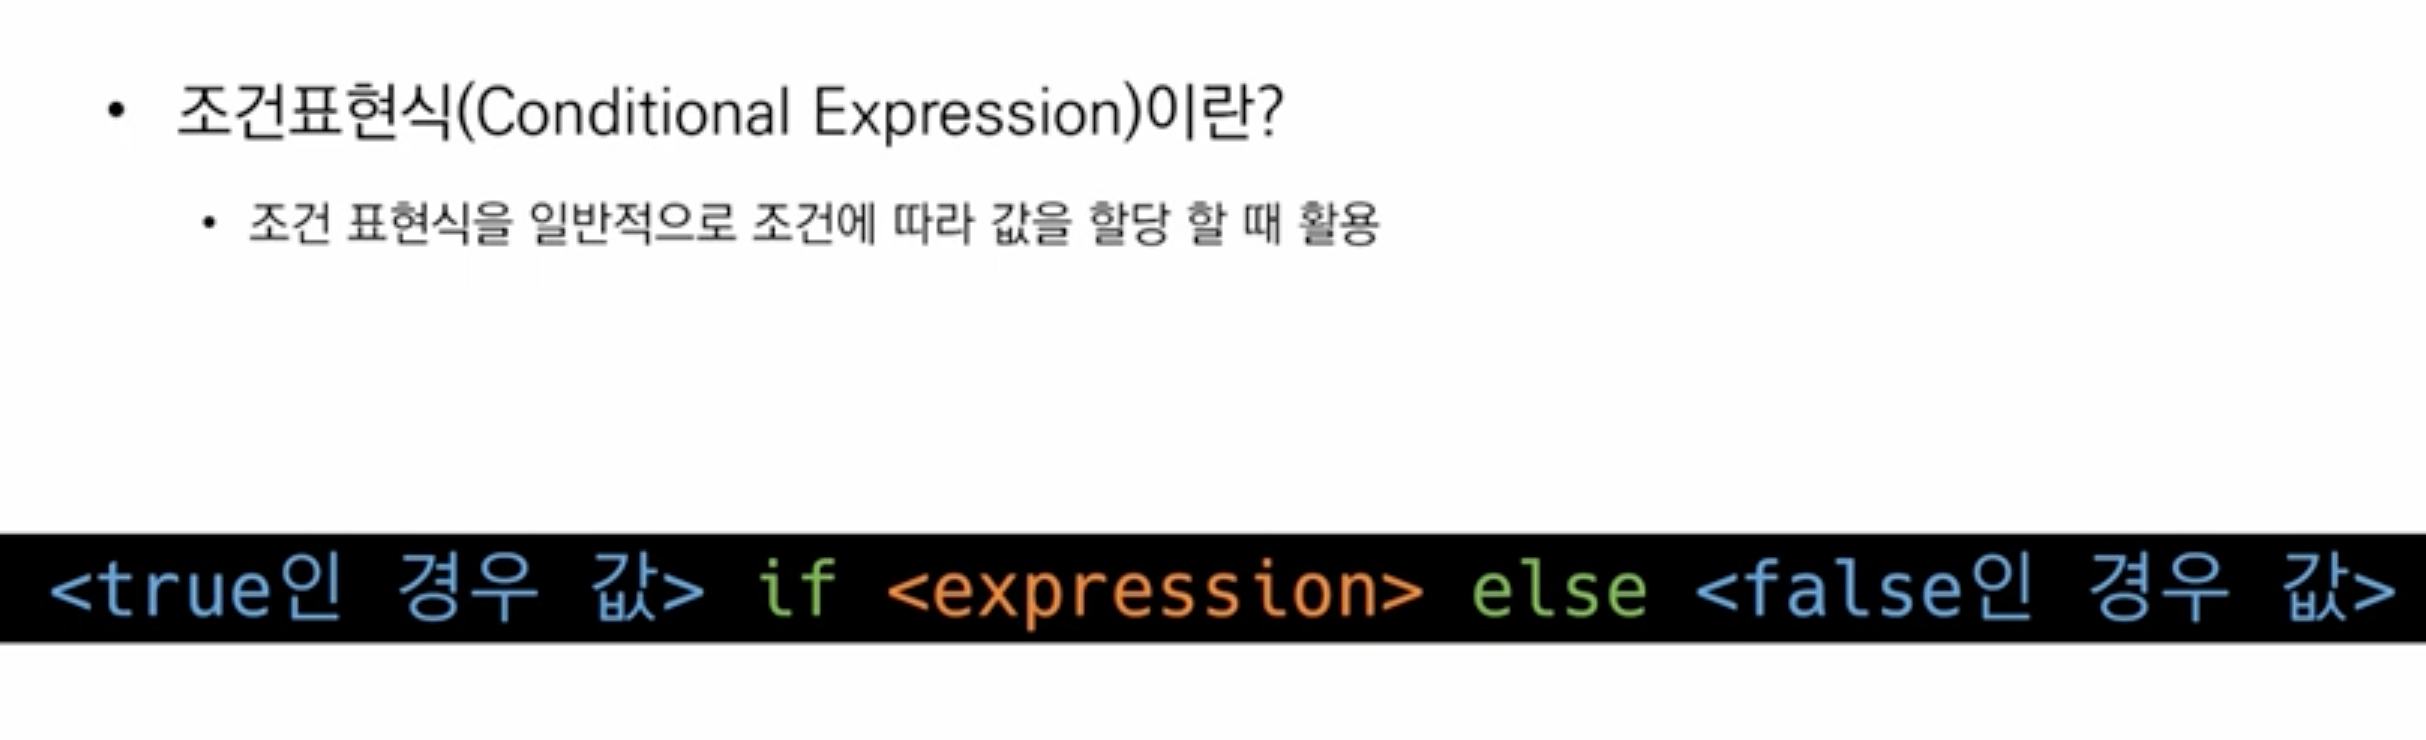 • 조건표현식(Conditional Expression)이란?
• 조건 표현식을 일반적으로 조건에 따라 값을 할당 할 때 활용
<true인 경우 값> if <expression> else <false인 경우 값>